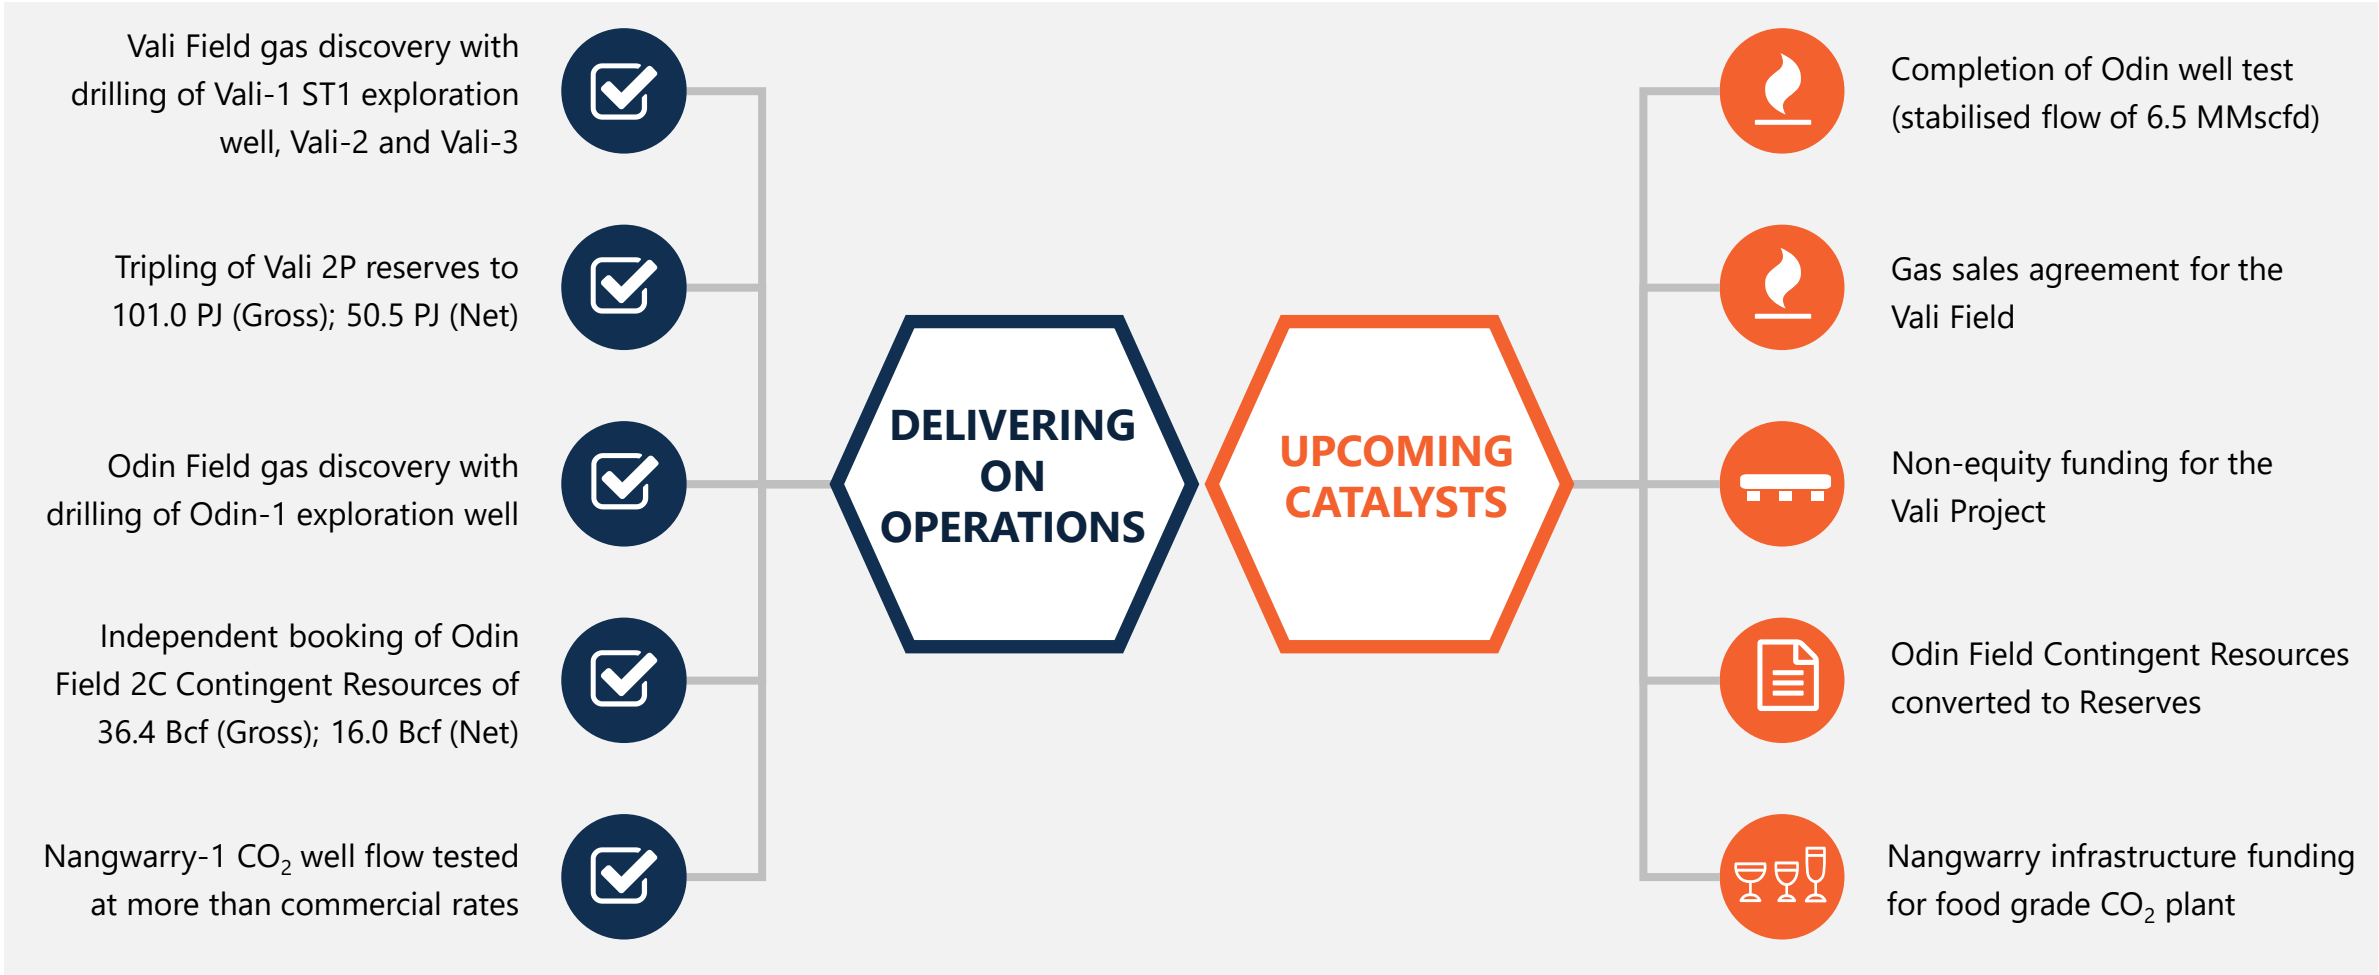 Vali Field gas discovery with
drilling of Vali-1 ST1 exploration
well, Vali-2 and Vali-3
Tripling of Vali 2P reserves to
101.0 PJ (Gross); 50.5 PJ (Net)
Odin Field gas discovery with
drilling of Odin-1 exploration well
Independent booking of Odin
Field 2C Contingent Resources of
36.4 Bcf (Gross); 16.0 Bcf (Net)
Nangwarry-1 CO₂ well flow tested
at more than commercial rates
DELIVERING
ON
OPERATIONS
UPCOMING
CATALYSTS
Completion of Odin well test
(stabilised flow of 6.5 MMscfd)
Gas sales agreement for the
Vali Field
Non-equity funding for the
Vali Project
Odin Field Contingent Resources
converted to Reserves
Nangwarry infrastructure funding
for food grade CO₂ plant